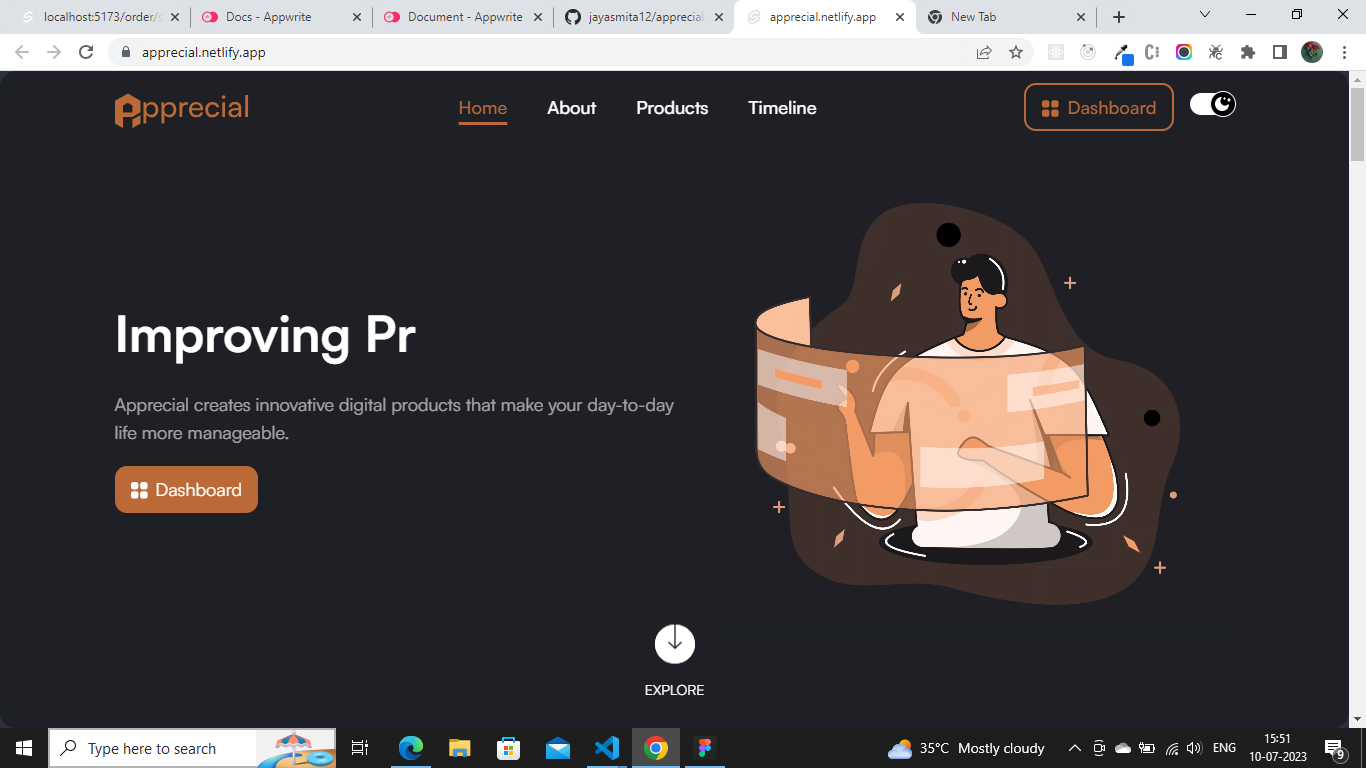 localhost:5173/order/s
Docs - Appwrite
Document - Appwrite
jayasmita12/apprecial
apprecial.netlify.app
New Tab
apprecial.netlify.app
pprecial
Home
About
Products
Timeline
Dashboard
Improving Pr
Apprecial creates innovative digital products that make your day-to-day
life more manageable.
Dashboard
EXPLORE
Type here to search
35°C Mostly cloudy
ENG
15:51
10-07-2023
9